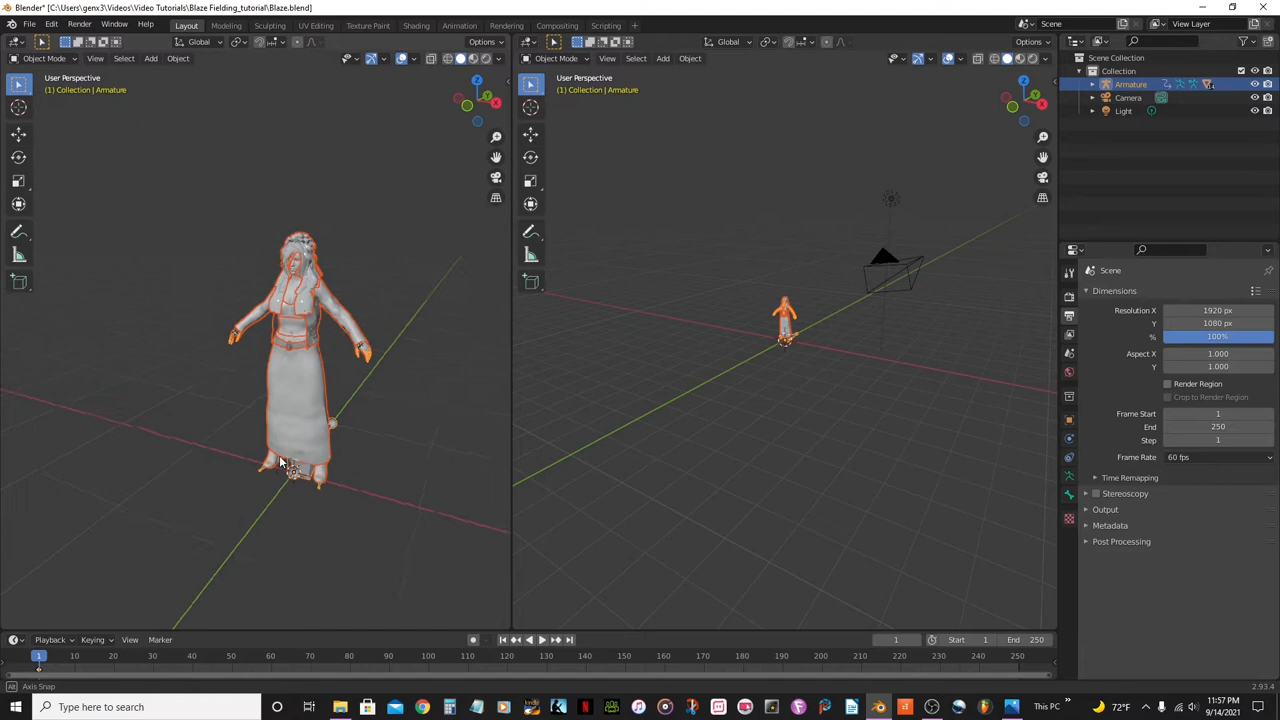 Blender* [C:\Users\genx3\Video Tutorials\Video Tutorials\Blaze Fielding_tutorial\Blaze.blend]
File Edit Render Window Help Layout Modeling Sculpting UV Editing Texture Paint Shading Animation Rendering Compositing Scripting Scene View Layer
Global Options Global Options
Object Mode View Select Add Object Object Mode View Select Add Object
Scene Collection
Collection
Armature
Camera
Light
User Perspective
(1) Collection | Armature
User Perspective
(1) Collection | Armature
Z
X
Z
X
Scene
Dimensions
Resolution X 1920 px
Y 1080 px
% 100%
Aspect X 1.000
Y 1.000
Render Region
Crop to Render Region
Frame Start 1
End 250
Step 1
Frame Rate 60 fps
Time Remapping
Stereoscopy
Output
Metadata
Post Processing
Playback Keying View Marker 1 Start 1 End 250
1 10 20 30 40 50 60 70 80 90 100 110 120 130 140 150 160 170 180 190 200 210 220 230 240 250
Axis Snap 2.93.4
Type here to search This PC 72°F 11:57 PM
9/14/2021